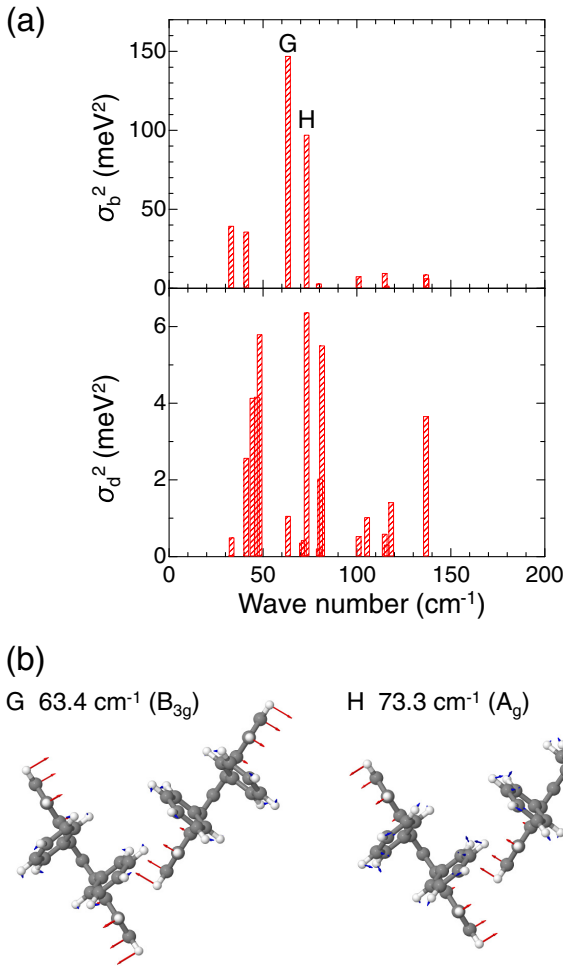 (a)
G
H
150
100
50
0
σb² (meV²)
6
4
2
0
σd² (meV²)
0 50 100 150 200
Wave number (cm⁻¹)
(b)
G 63.4 cm⁻¹ (B₃g) H 73.3 cm⁻¹ (Ag)